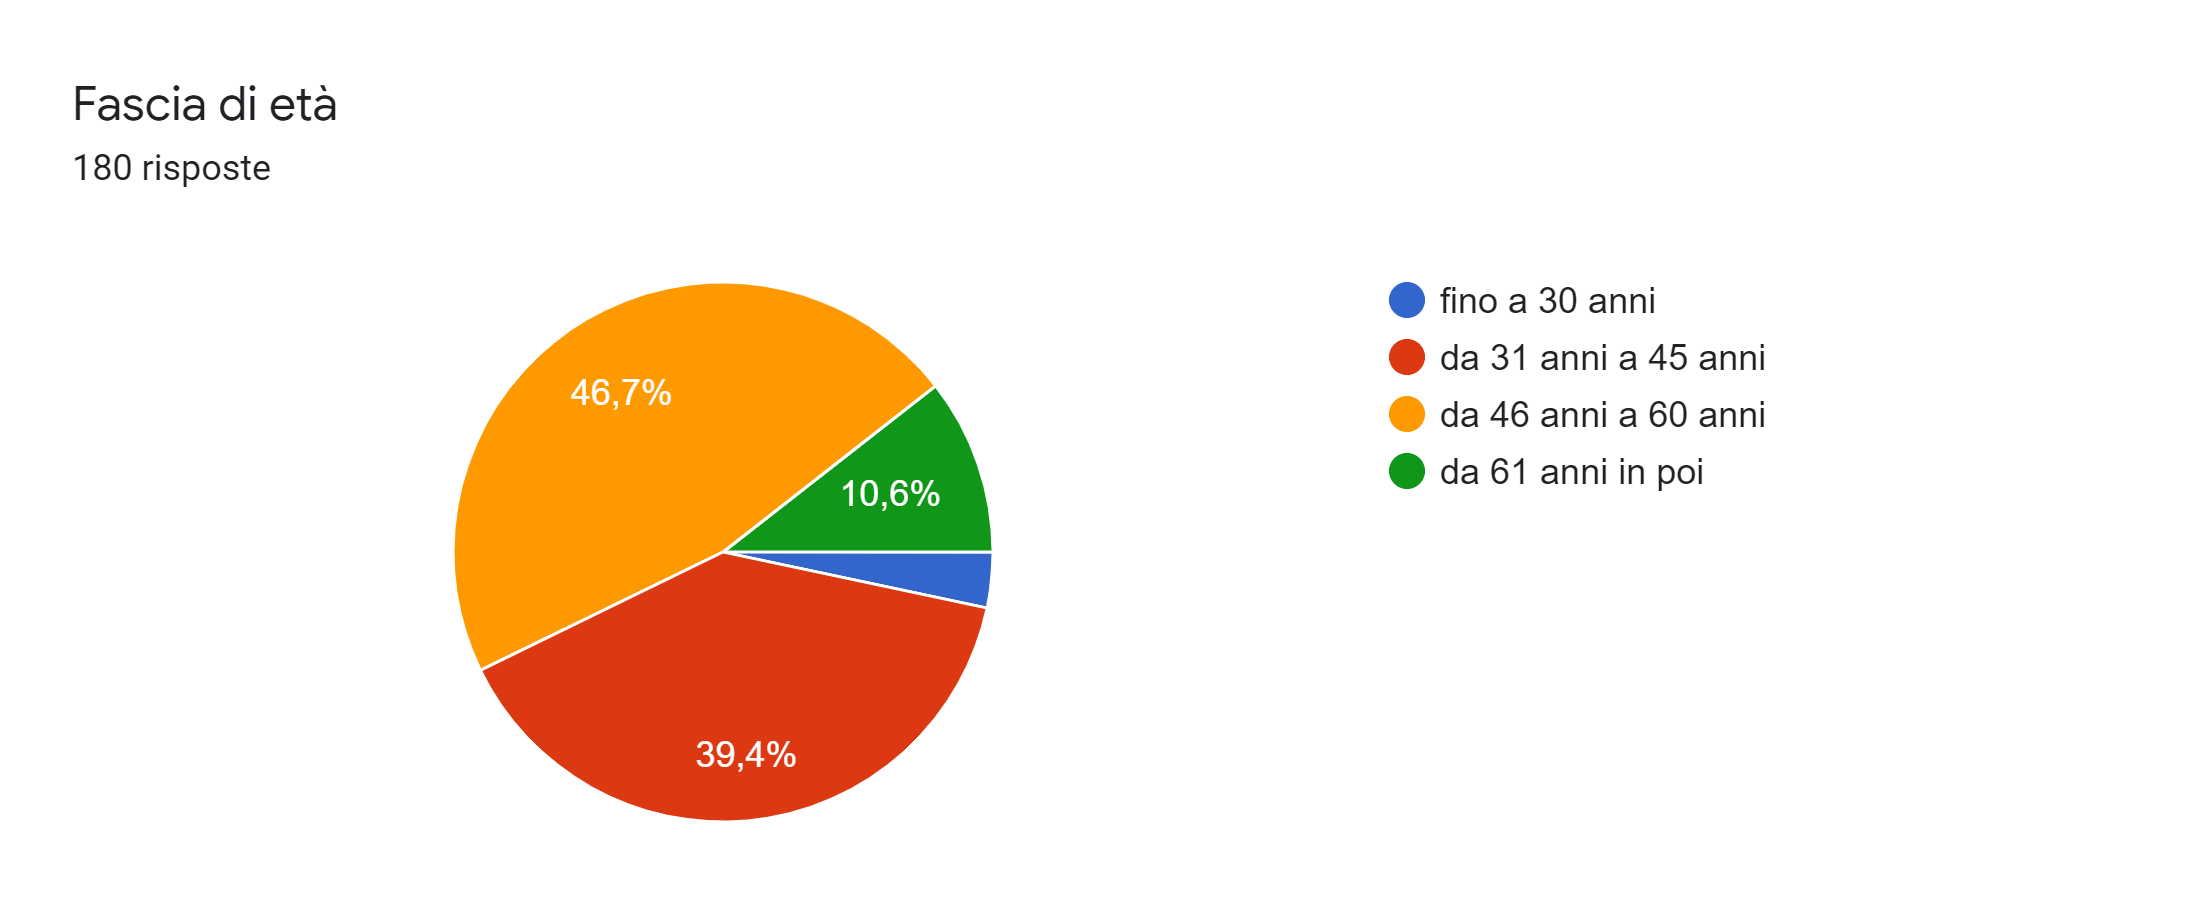 Fascia di età
180 risposte
46,7%
10,6%
39,4%
fino a 30 anni
da 31 anni a 45 anni
da 46 anni a 60 anni
da 61 anni in poi